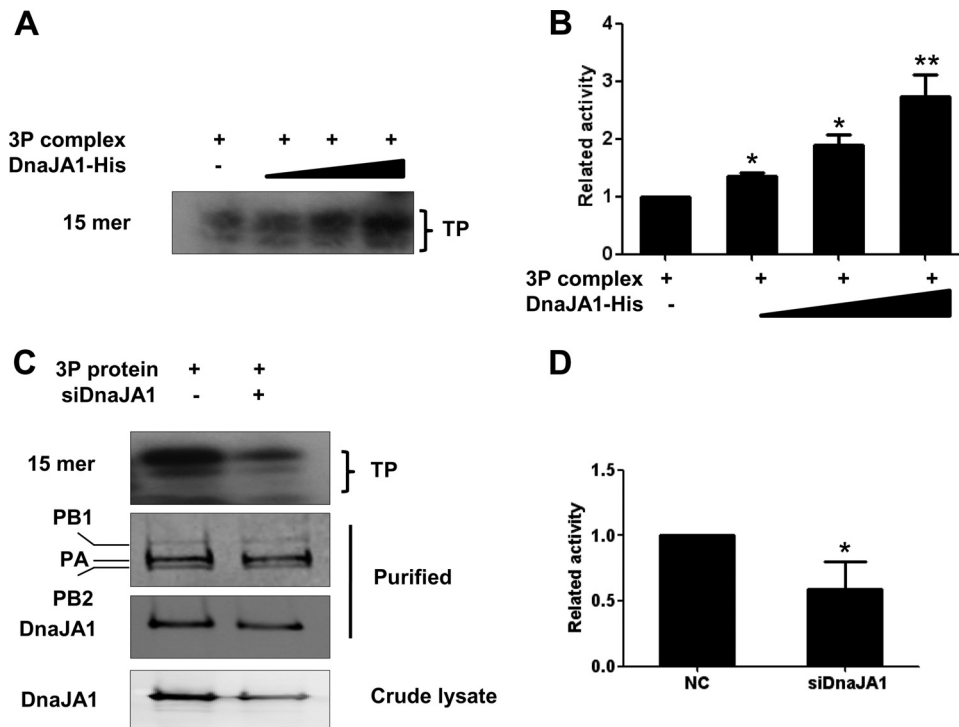 A
3P complex + + + +
DnaJA1-His -
15 mer
TP
B
Related activity
4
3
2
1
0
*
*
**
3P complex + + + +
DnaJA1-His -
C
3P protein + +
siDnaJA1 - +
15 mer
TP
PB1
PA
PB2
Purified
DnaJA1
DnaJA1
Crude lysate
D
Related activity
1.5
1.0
0.5
0.0
*
NC siDnaJA1